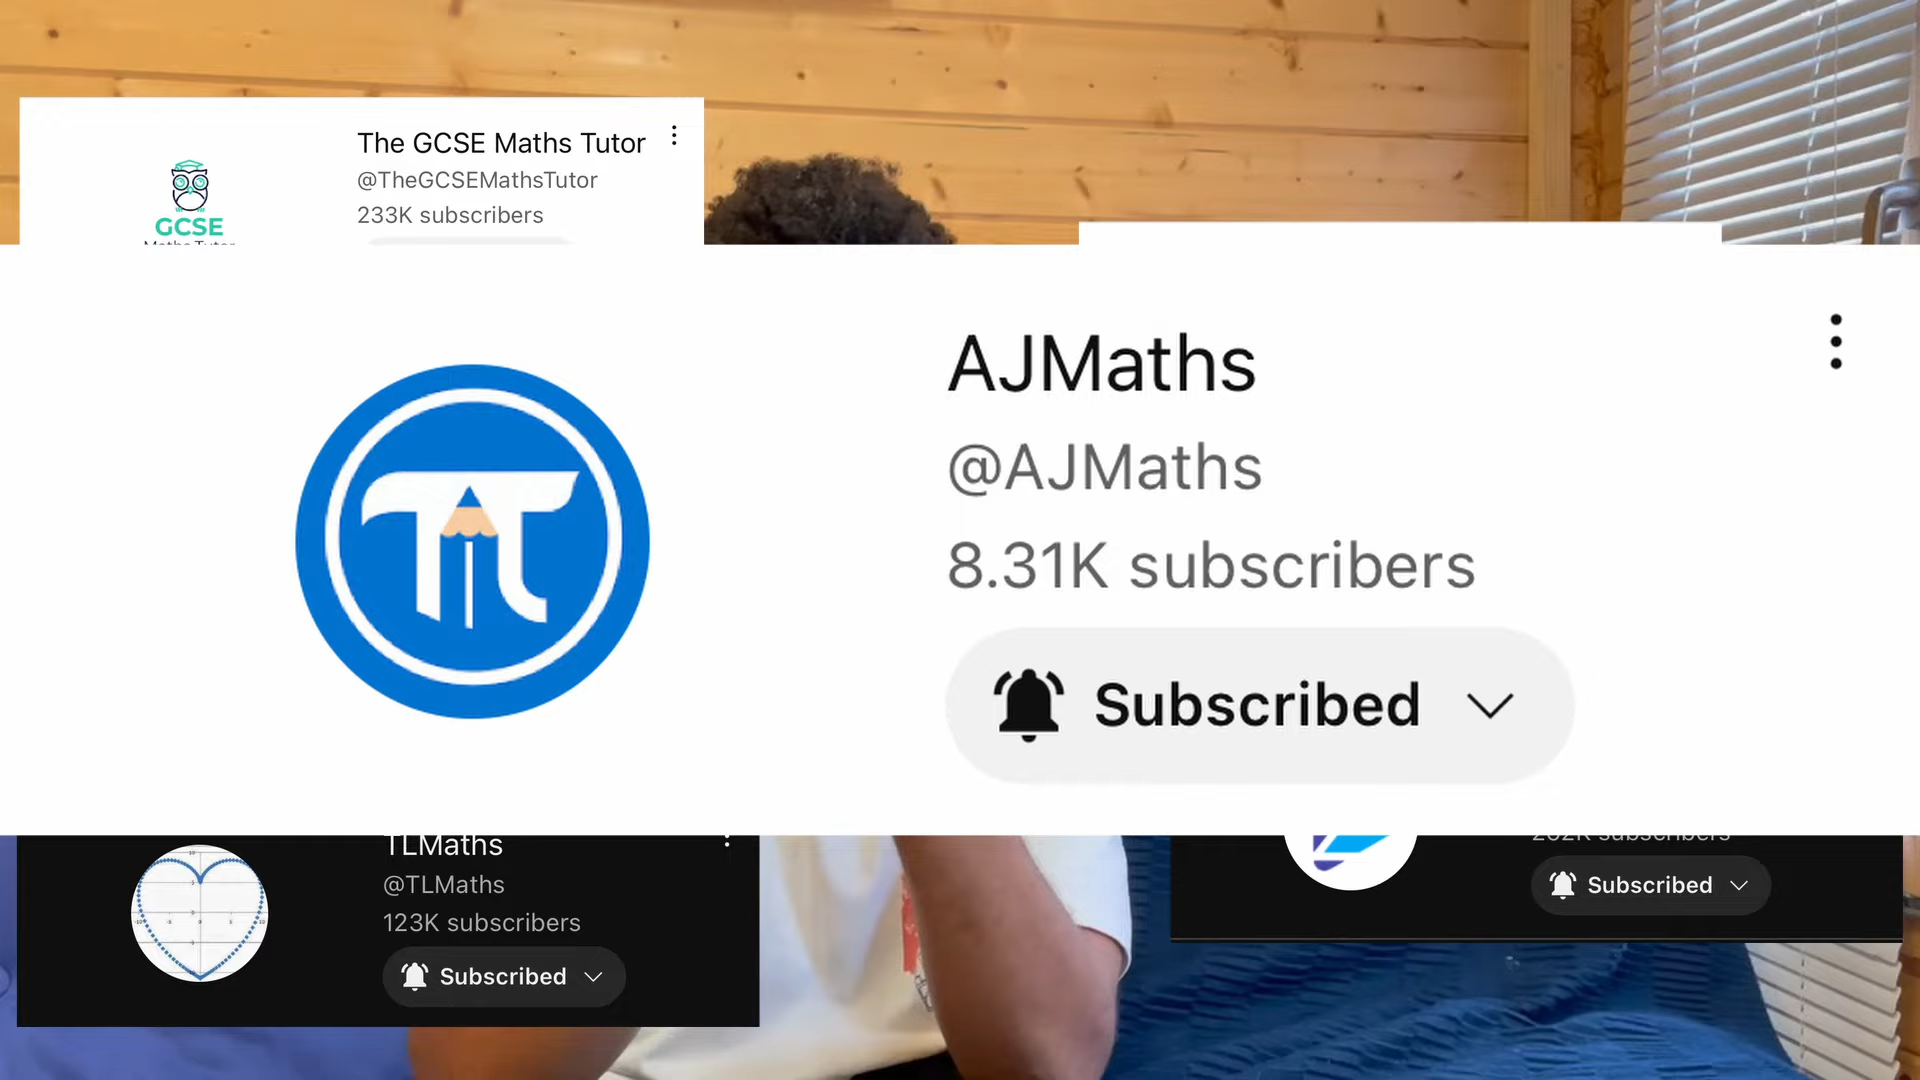 The GCSE Maths Tutor
@TheGCSEMathsTutor
233K subscribers
GCSE
AJMaths
@AJMaths
8.31K subscribers
Subscribed
TLMaths
@TLMaths
123K subscribers
Subscribed
subscribers
Subscribed